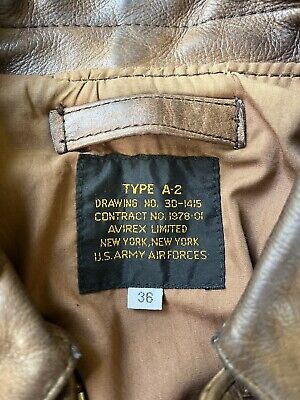 TYPE A-2
DRAWING NO. 30-1415
CONTRACT NO. 1978-01
AVIREX LIMITED
NEW YORK, NEW YORK
U.S. ARMY AIR FORCES
36